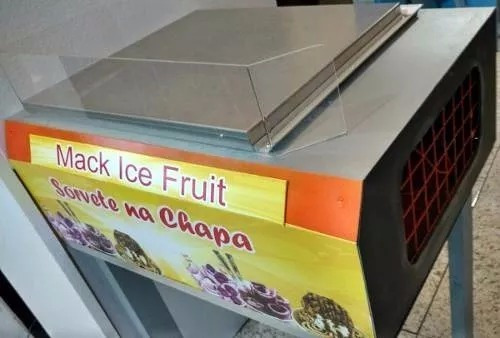 Mack Ice Fruit
Sorvete na Chapa